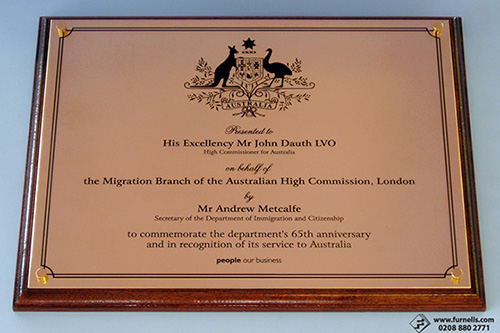 AUSTRALIA
Presented to
His Excellency Mr John Dauth LVO
High Commissioner for Australia
on behalf of
the Migration Branch of the Australian High Commission, London
by
Mr Andrew Metcalfe
Secretary of the Department of Immigration and Citizenship
to commemorate the department's 65th anniversary
and in recognition of its service to Australia
people our business
www.furnells.com
0208 880 2771